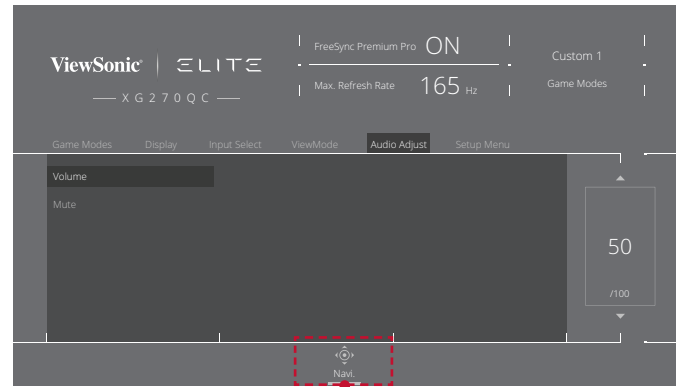 ViewSonic ELITE
XG270QC
FreeSync Premium Pro ON
Max. Refresh Rate 165 Hz
Custom 1
Game Modes
Game Modes Display Input Select ViewMode Audio Adjust Setup Menu
Volume
Mute
50
/100
Navi.